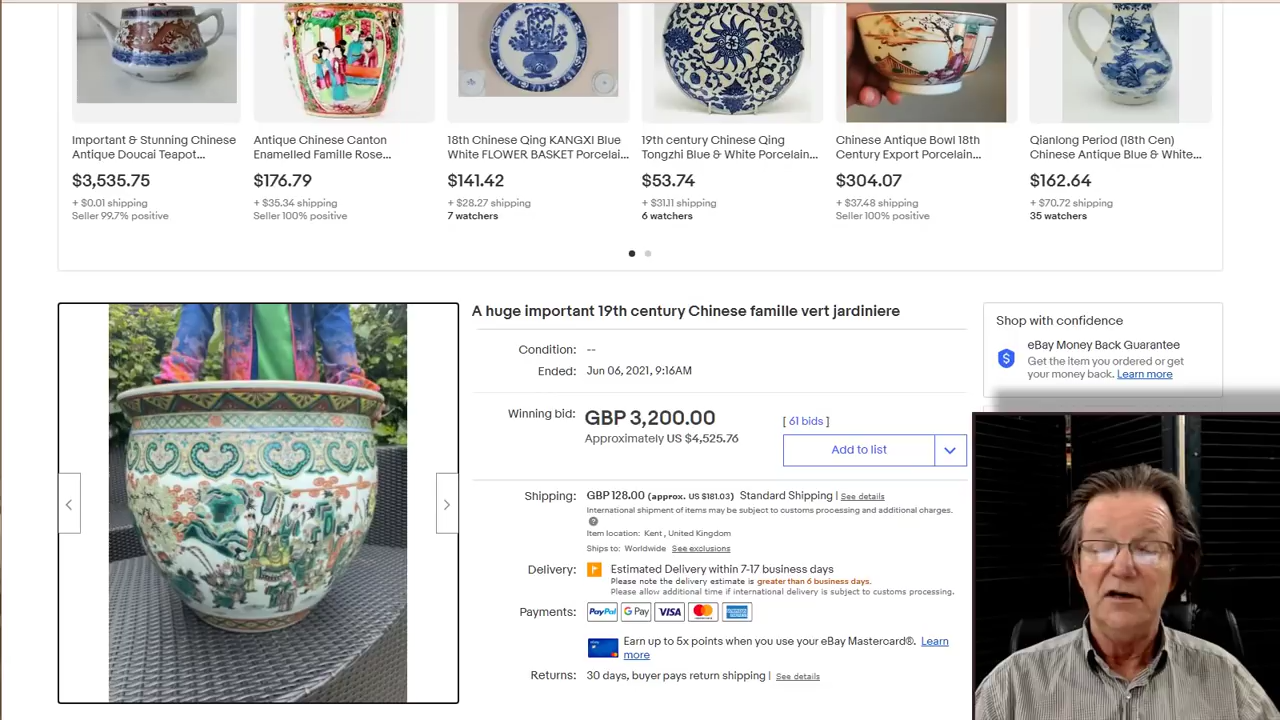 Important & Stunning Chinese
Antique Doucai Teapot...
$3,535.75
+ $0.01 shipping
Seller 99.7% positive
Antique Chinese Canton
Enamelled Famille Rose...
$176.79
+ $35.34 shipping
Seller 100% positive
18th Chinese Qing KANGXI Blue
White FLOWER BASKET Porcelai...
$141.42
+ $28.27 shipping
7 watchers
19th century Chinese Qing
Tongzhi Blue & White Porcelain...
$53.74
+ $31.11 shipping
6 watchers
Chinese Antique Bowl 18th
Century Export Porcelain...
$304.07
+ $37.48 shipping
Seller 100% positive
Qianlong Period (18th Cen)
Chinese Antique Blue & White...
$162.64
+ $70.72 shipping
35 watchers
A huge important 19th century Chinese famille vert jardiniere
Condition: --
Ended: Jun 06, 2021, 9:16AM
Winning bid: GBP 3,200.00
[ 61 bids ]
Approximately US $4,525.76
Add to list
Shipping: GBP 128.00 (approx. US $181.03) Standard Shipping | See details
International shipment of items may be subject to customs processing and additional charges.
?
Item location: Kent , United Kingdom
Ships to: Worldwide See exclusions
Delivery: Estimated Delivery within 7-17 business days
Please note the delivery estimate is greater than 6 business days.
Please allow additional time if international delivery is subject to customs processing.
Payments: PayPal G Pay VISA
Earn up to 5x points when you use your eBay Mastercard®. Learn
more
Returns: 30 days, buyer pays return shipping | See details
Shop with confidence
$
eBay Money Back Guarantee
Get the item you ordered or get
your money back. Learn more